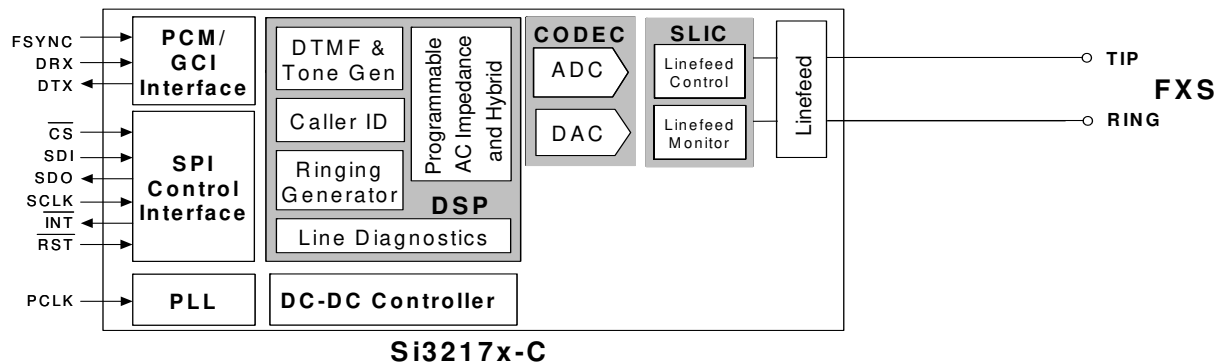 FSYNC
DRX
DTX
PCM/
GCI
Interface
CS
SDI
SDO
SCLK
INT
RST
SPI
Control
Interface
PCLK
PLL
DTMF &
Tone Gen
Caller ID
Ringing
Generator
Line Diagnostics
Programmable
AC Impedance
and Hybrid
DSP
DC-DC Controller
CODEC
ADC
DAC
SLIC
Linefeed
Control
Linefeed
Monitor
Linefeed
TIP
FXS
RING
Si3217x-C